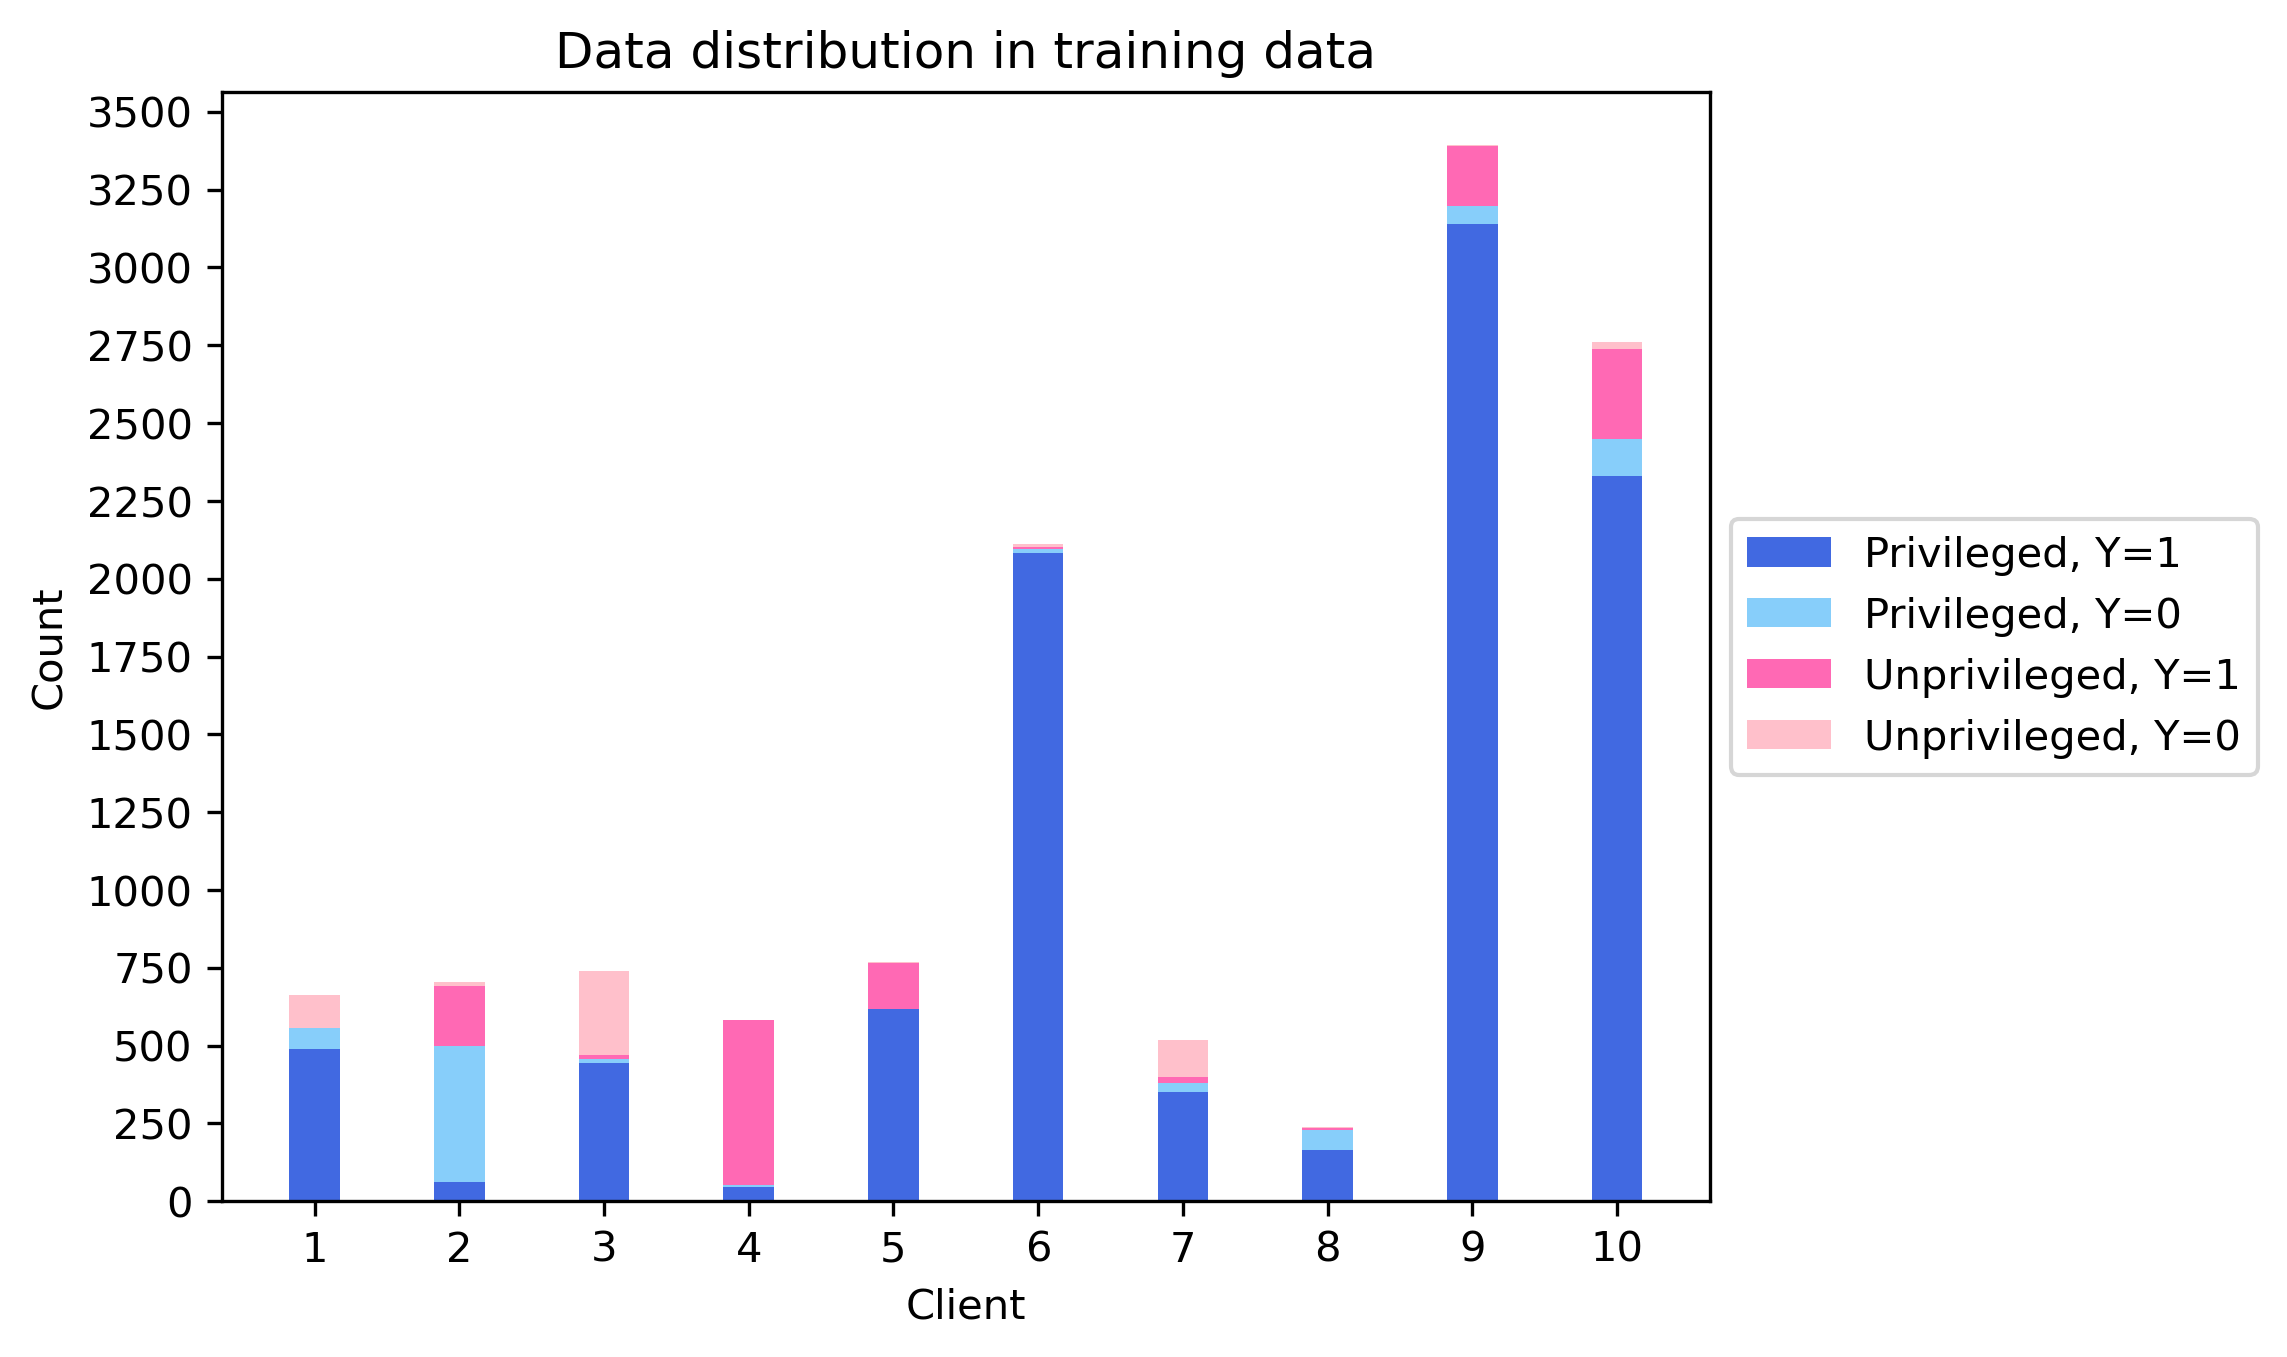 Data distribution in training data
3500
3250
3000
2750
2500
2250
2000
1750
1500
1250
1000
750
500
250
0
Count
1 2 3 4 5 6 7 8 9 10
Client
Privileged, Y=1
Privileged, Y=0
Unprivileged, Y=1
Unprivileged, Y=0